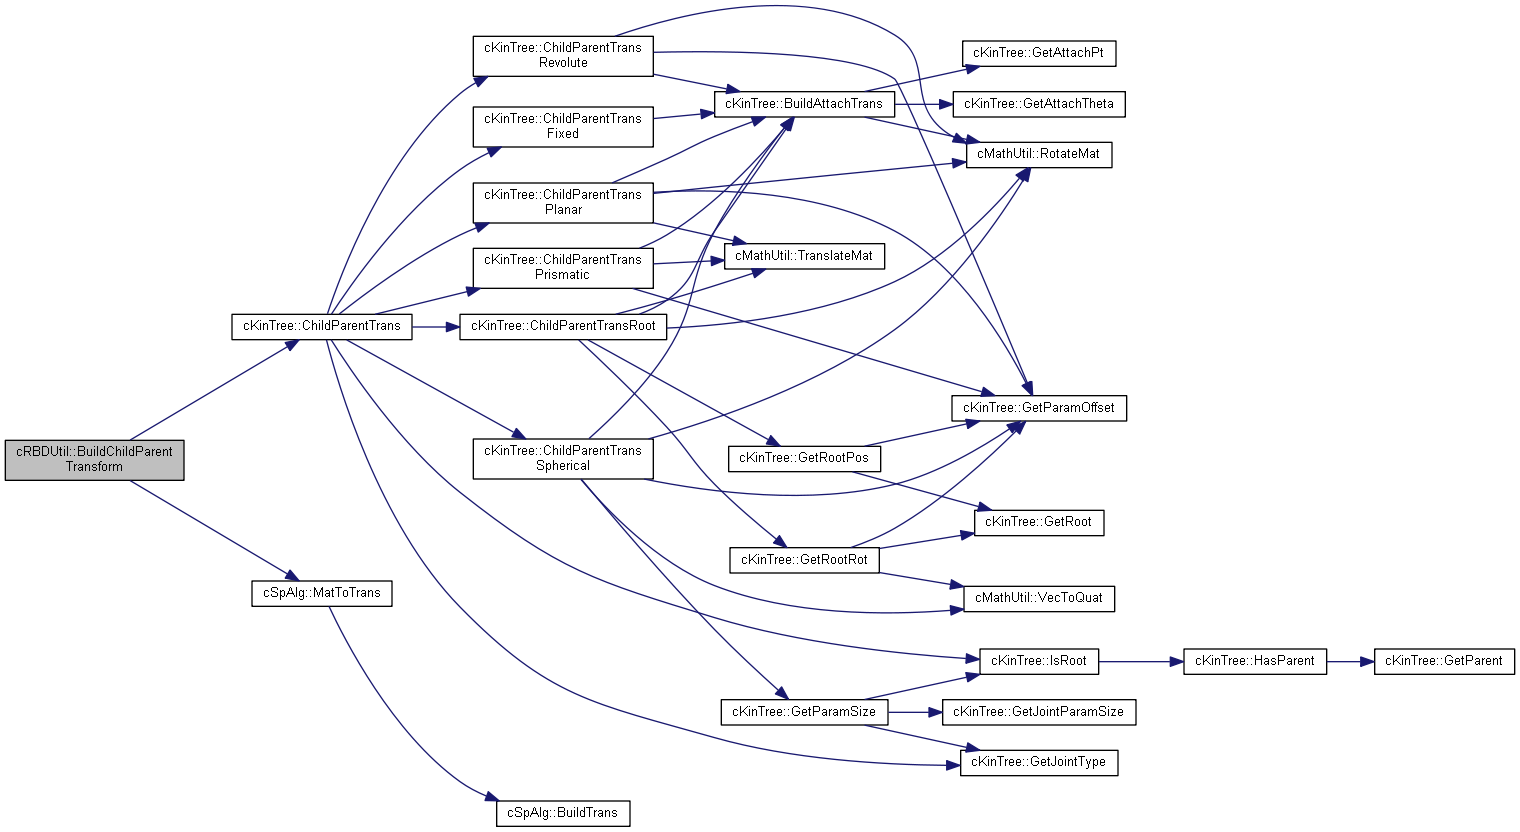 cKinTree::ChildParentTrans
Revolute
cKinTree::GetAttachPt
cKinTree::BuildAttachTrans
cKinTree::GetAttachTheta
cKinTree::ChildParentTrans
Fixed
cMathUtil::RotateMat
cKinTree::ChildParentTrans
Planar
cKinTree::ChildParentTrans
Prismatic
cMathUtil::TranslateMat
cKinTree::ChildParentTrans
cKinTree::ChildParentTransRoot
cKinTree::GetParamOffset
cRBDUtil::BuildChildParent
Transform
cKinTree::ChildParentTrans
Spherical
cKinTree::GetRootPos
cKinTree::GetRoot
cKinTree::GetRootRot
cSpAlg::MatToTrans
cMathUtil::VecToQuat
cKinTree::IsRoot
cKinTree::HasParent
cKinTree::GetParent
cKinTree::GetParamSize
cKinTree::GetJointParamSize
cKinTree::GetJointType
cSpAlg::BuildTrans